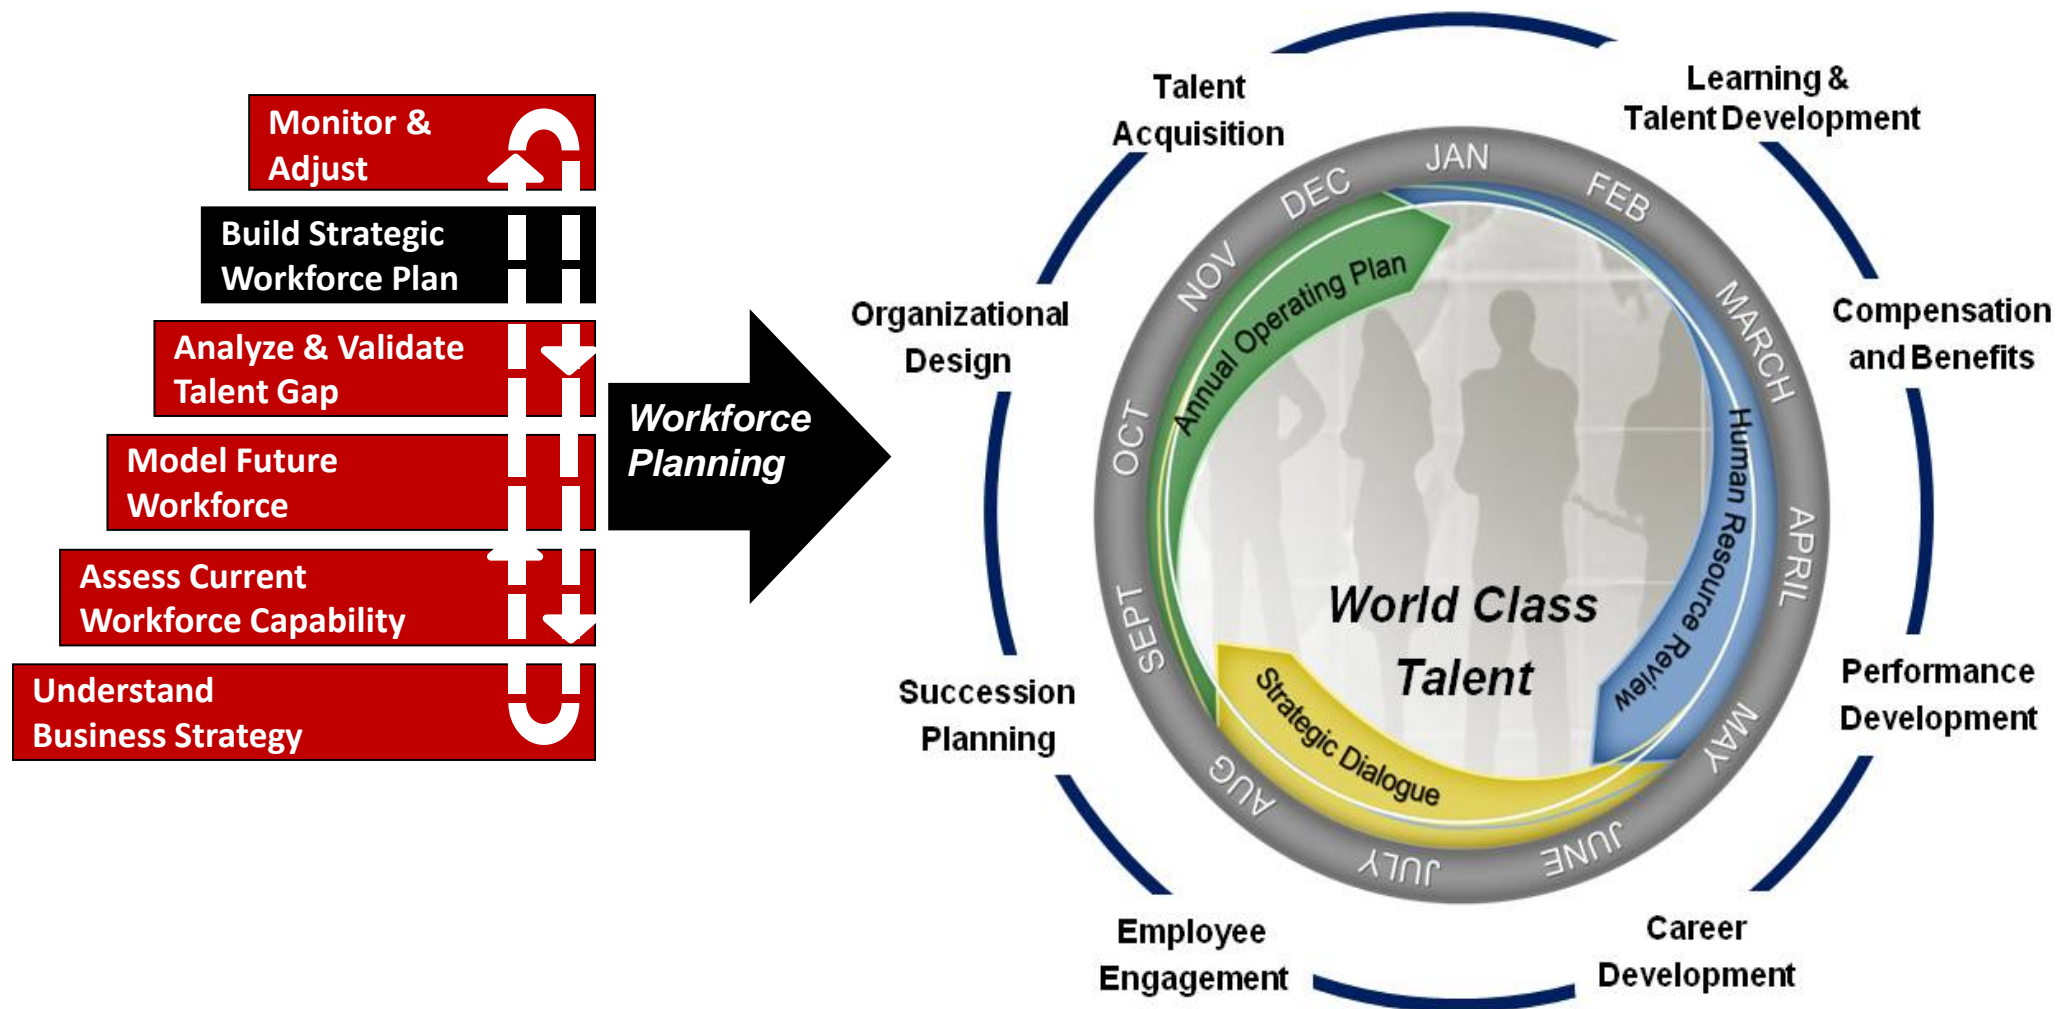 Monitor &
Adjust
Build Strategic
Workforce Plan
Analyze & Validate
Talent Gap
Model Future
Workforce
Assess Current
Workforce Capability
Understand
Business Strategy
Workforce
Planning
Talent
Acquisition
Learning &
Talent Development
Compensation
and Benefits
Performance
Development
Career
Development
Employee
Engagement
Succession
Planning
Organizational
Design
JAN
FEB
MARCH
APRIL
MAY
JUNE
JULY
AUG
SEPT
OCT
NOV
DEC
Annual Operating Plan
Human Resource Review
Strategic Dialogue
World Class
Talent